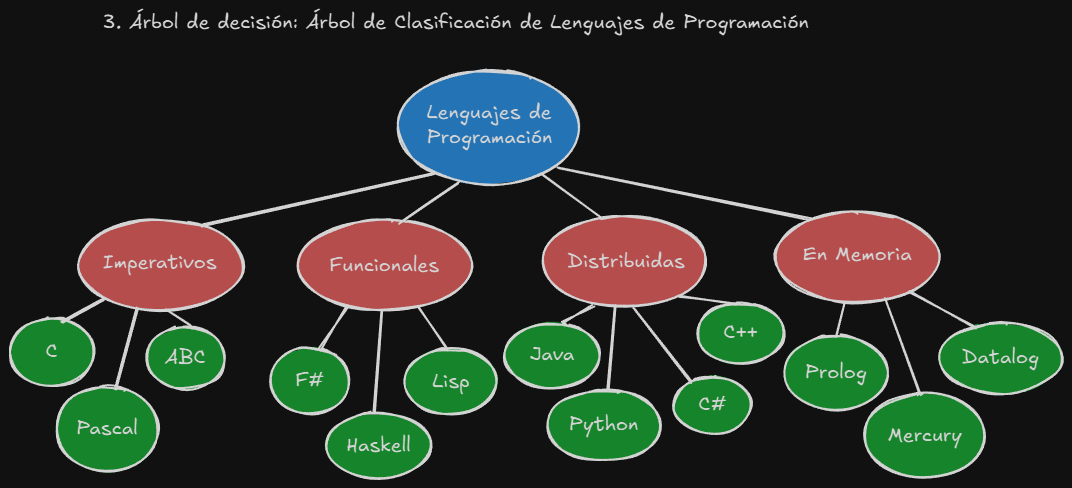 3. Árbol de decisión: Árbol de Clasificación de Lenguajes de Programación
Lenguajes de
Programación
Imperativos
Funcionales
Distribuidas
En Memoria
C
Pascal
ABC
F#
Haskell
Lisp
Java
Python
C#
C++
Prolog
Mercury
Datalog